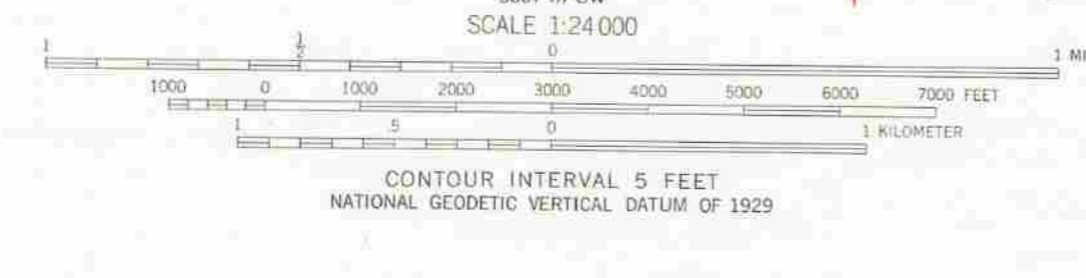 SCALE 1:24 000
1 1/2 0 1 MI
1000 0 1000 2000 3000 4000 5000 6000 7000 FEET
1 .5 0 1 KILOMETER
CONTOUR INTERVAL 5 FEET
NATIONAL GEODETIC VERTICAL DATUM OF 1929